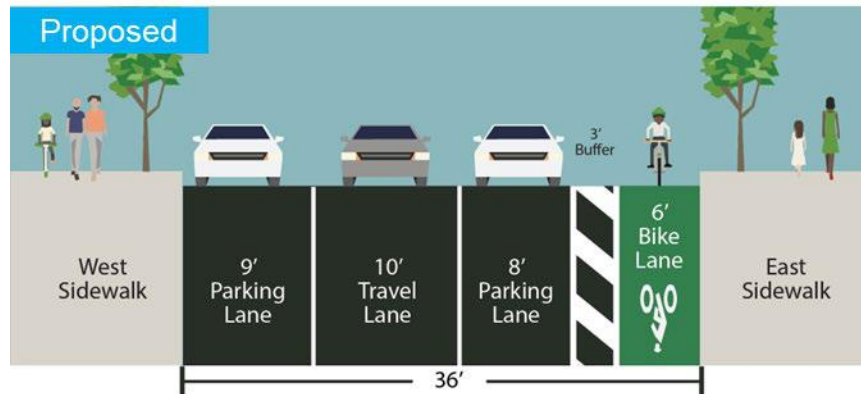 Proposed
3’
Buffer
West
Sidewalk
9’
Parking
Lane
10’
Travel
Lane
8’
Parking
Lane
6’
Bike
Lane
East
Sidewalk
36’